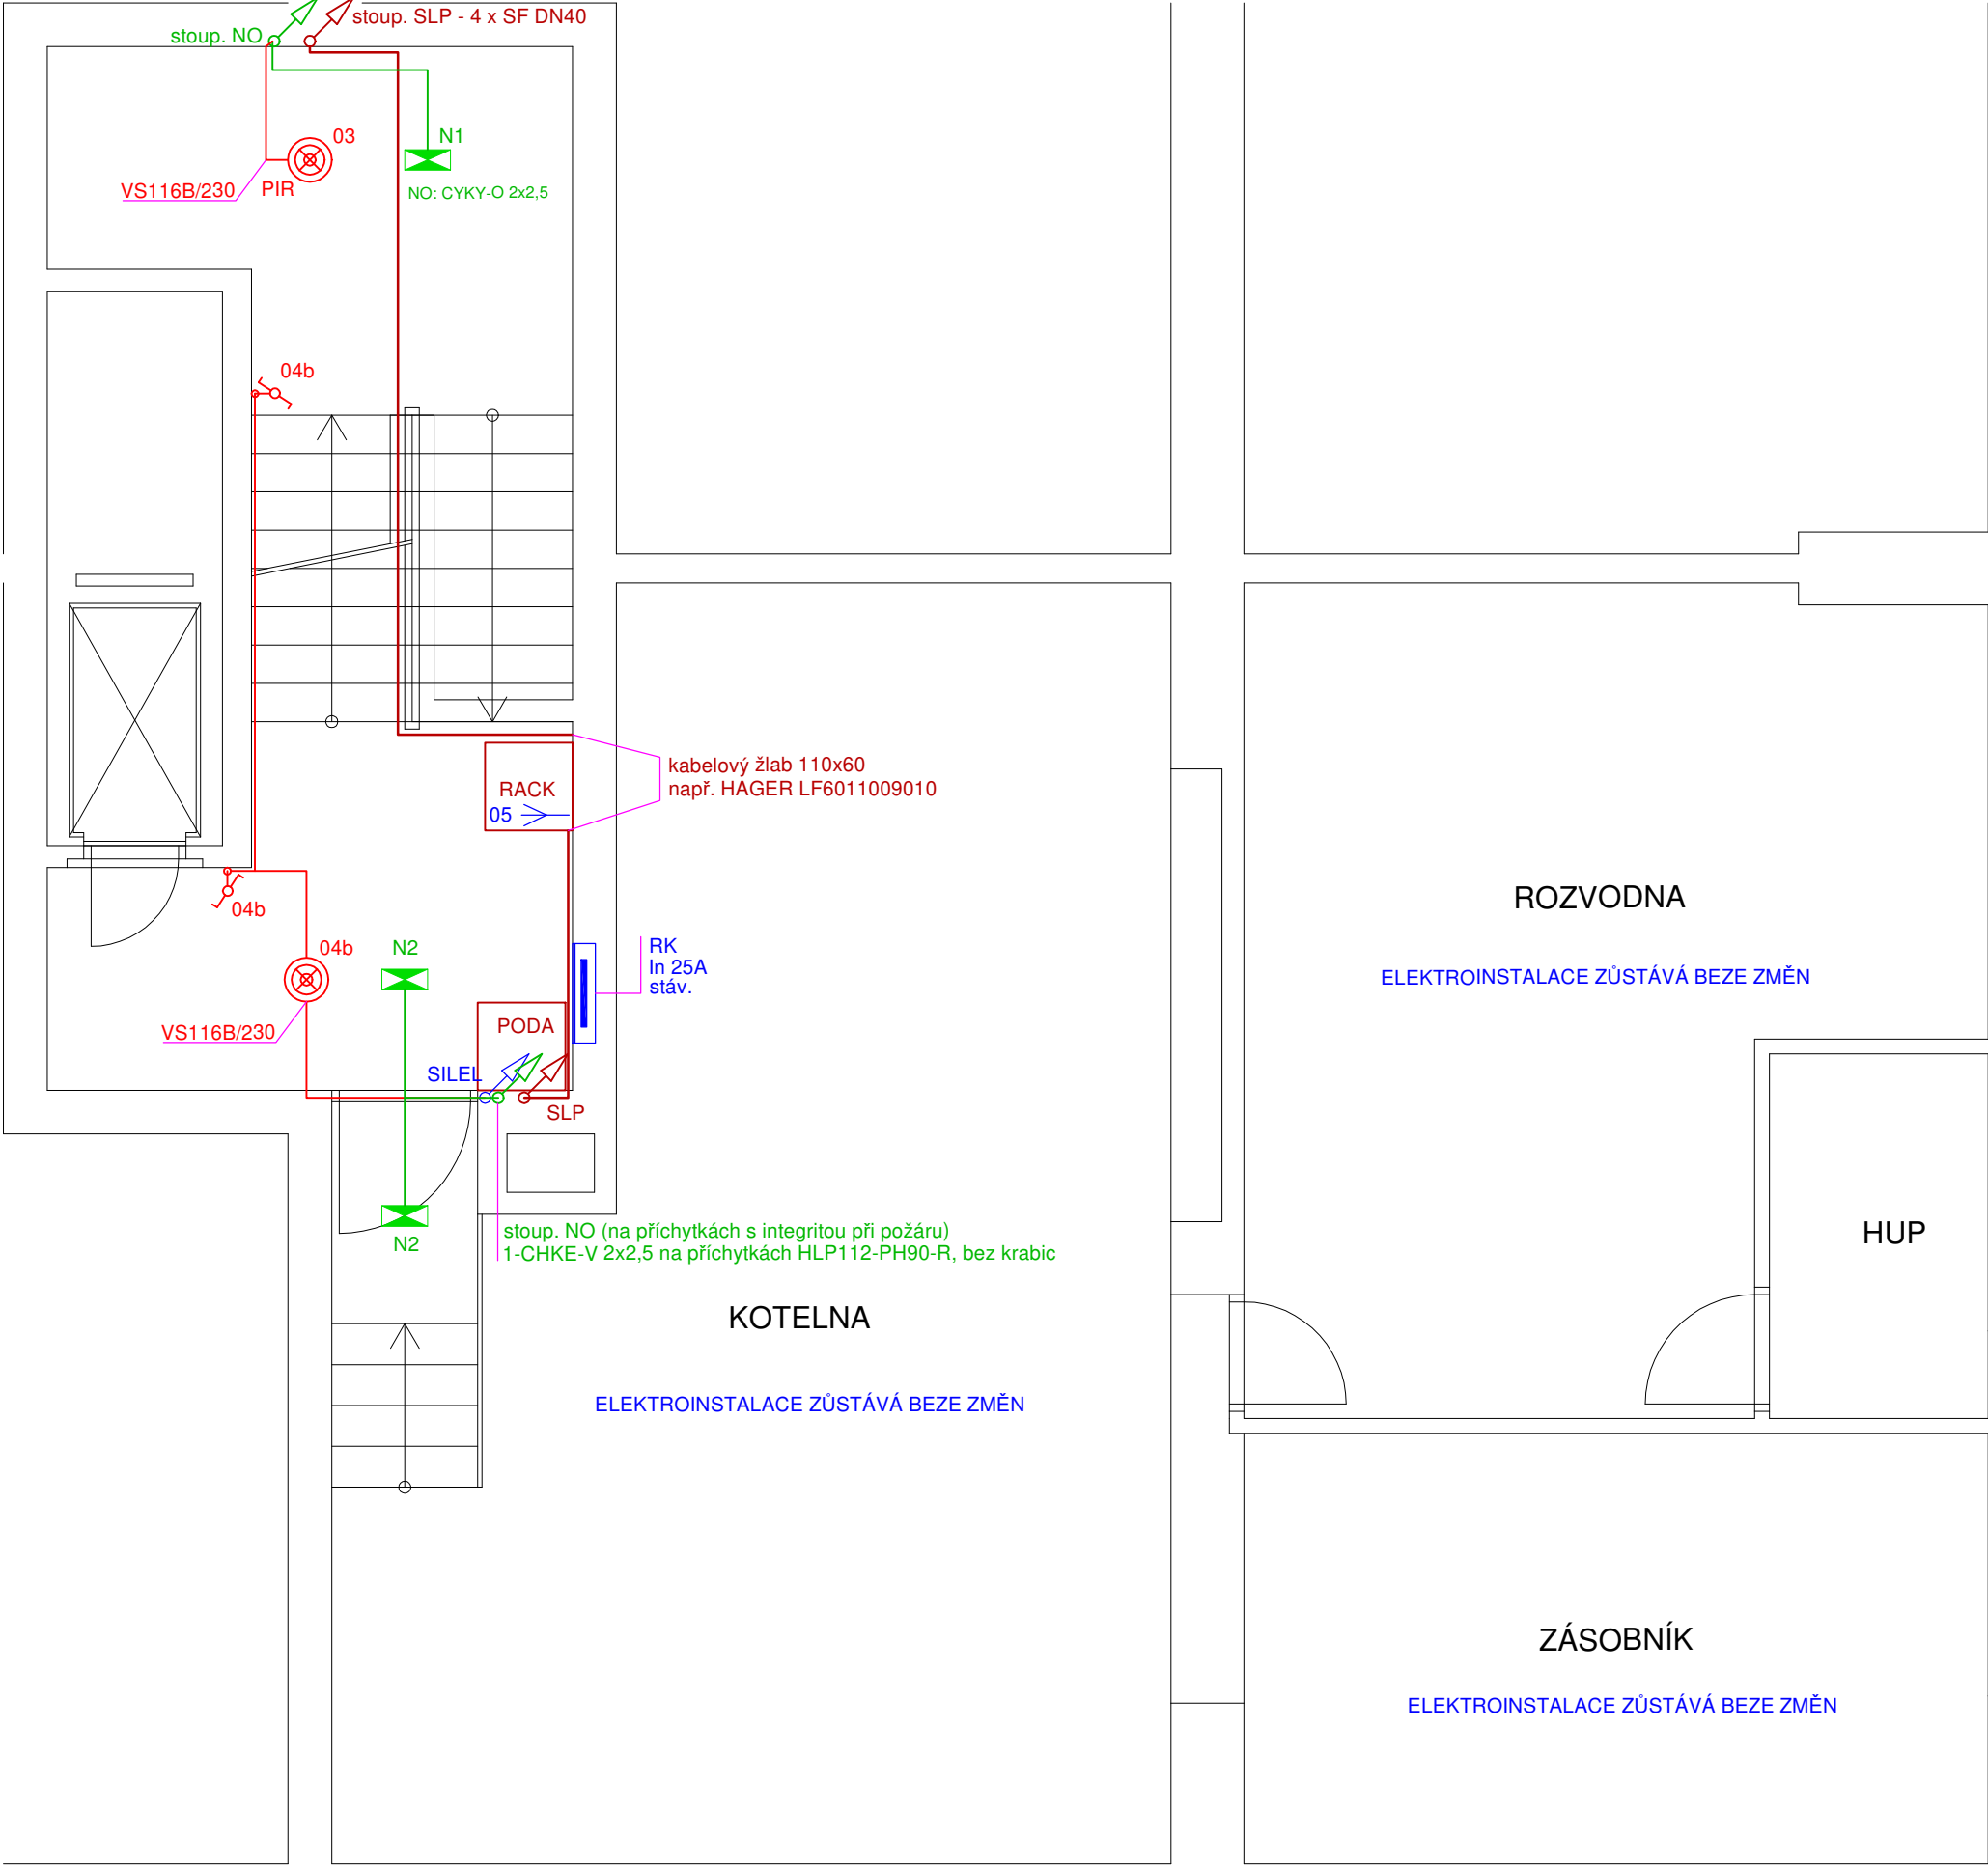 stoup. SLP - 4 x SF DN40
stoup. NO
03
N1
VS116B/230
PIR
NO: CYKY-O 2x2,5
04b
kabelový žlab 110x60
např. HAGER LF6011009010
RACK
05
ROZVODNA
04b
04b
N2
RK
In 25A
stáv.
ELEKTROINSTALACE ZŮSTÁVÁ BEZE ZMĚN
VS116B/230
PODA
SILEL
SLP
stoup. NO (na příchytkách s integritou při požáru)
1-CHKE-V 2x2,5 na příchytkách HLP112-PH90-R, bez krabic
N2
HUP
KOTELNA
ELEKTROINSTALACE ZŮSTÁVÁ BEZE ZMĚN
ZÁSOBNÍK
ELEKTROINSTALACE ZŮSTÁVÁ BEZE ZMĚN